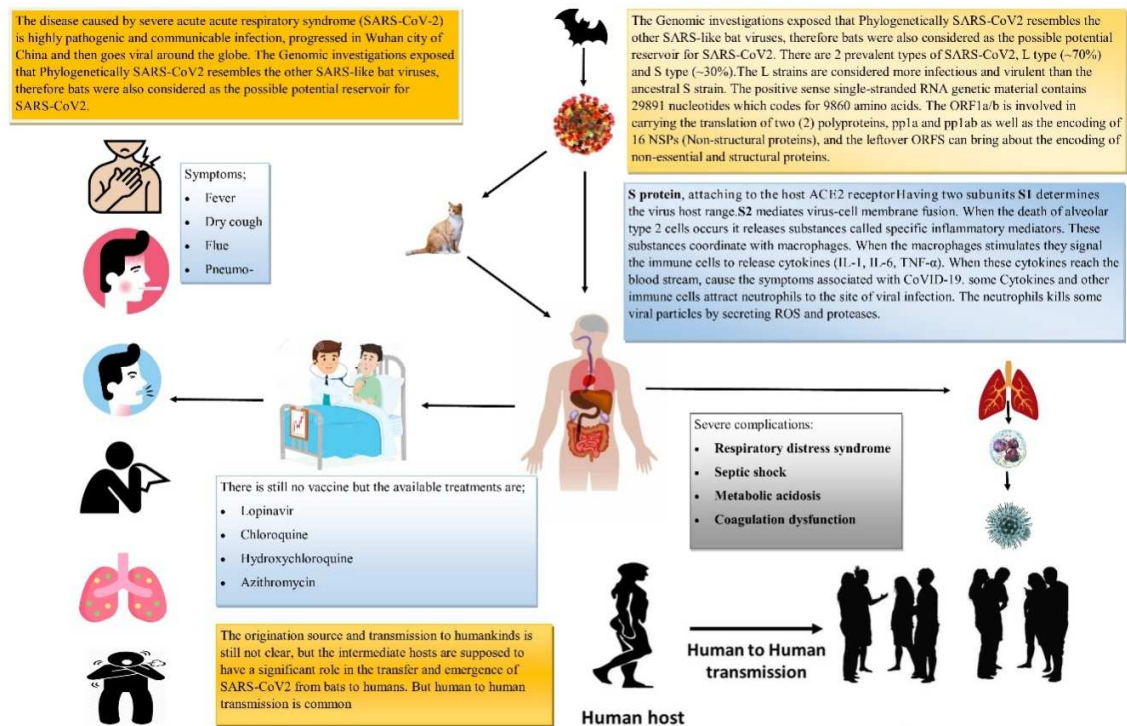 The disease caused by severe acute acute respiratory syndrome (SARS-CoV-2)
is highly pathogenic and communicable infection, progressed in Wuhan city of
China and then goes viral around the globe. The Genomic investigations exposed
that Phylogenetically SARS-CoV2 resembles the other SARS-like bat viruses,
therefore bats were also considered as the possible potential reservoir for
SARS-CoV2.
The Genomic investigations exposed that Phylogenetically SARS-CoV2 resembles the
other SARS-like bat viruses, therefore bats were also considered as the possible potential
reservoir for SARS-CoV2. There are 2 prevalent types of SARS-CoV2, L type (~70%)
and S type (~30%).The L strains are considered more infectious and virulent than the
ancestral S strain. The positive sense single-stranded RNA genetic material contains
29891 nucleotides which codes for 9860 amino acids. The ORF1a/b is involved in
carrying the translation of two (2) polyproteins, pp1a and pp1ab as well as the encoding of
16 NSPs (Non-structural proteins), and the leftover ORFS can bring about the encoding of
non-essential and structural proteins.
Symptoms;
• Fever
• Dry cough
• Flue
• Pneumo-
S protein, attaching to the host ACE2 receptorHaving two subunits S1 determines
the virus host range.S2 mediates virus-cell membrane fusion. When the death of alveolar
type 2 cells occurs it releases substances called specific inflammatory mediators. These
substances coordinate with macrophages. When the macrophages stimulates they signal
the immune cells to release cytokines (IL-1, IL-6, TNF-α). When these cytokines reach the
blood stream, cause the symptoms associated with CoVID-19. some Cytokines and other
immune cells attract neutrophils to the site of viral infection. The neutrophils kills some
viral particles by secreting ROS and proteases.
Severe complications:
• Respiratory distress syndrome
• Septic shock
• Metabolic acidosis
• Coagulation dysfunction
There is still no vaccine but the available treatments are;
• Lopinavir
• Chloroquine
• Hydroxychloroquine
• Azithromycin
The origination source and transmission to humankinds is
still not clear, but the intermediate hosts are supposed to
have a significant role in the transfer and emergence of
SARS-CoV2 from bats to humans. But human to human
transmission is common
Human to Human
transmission
Human host